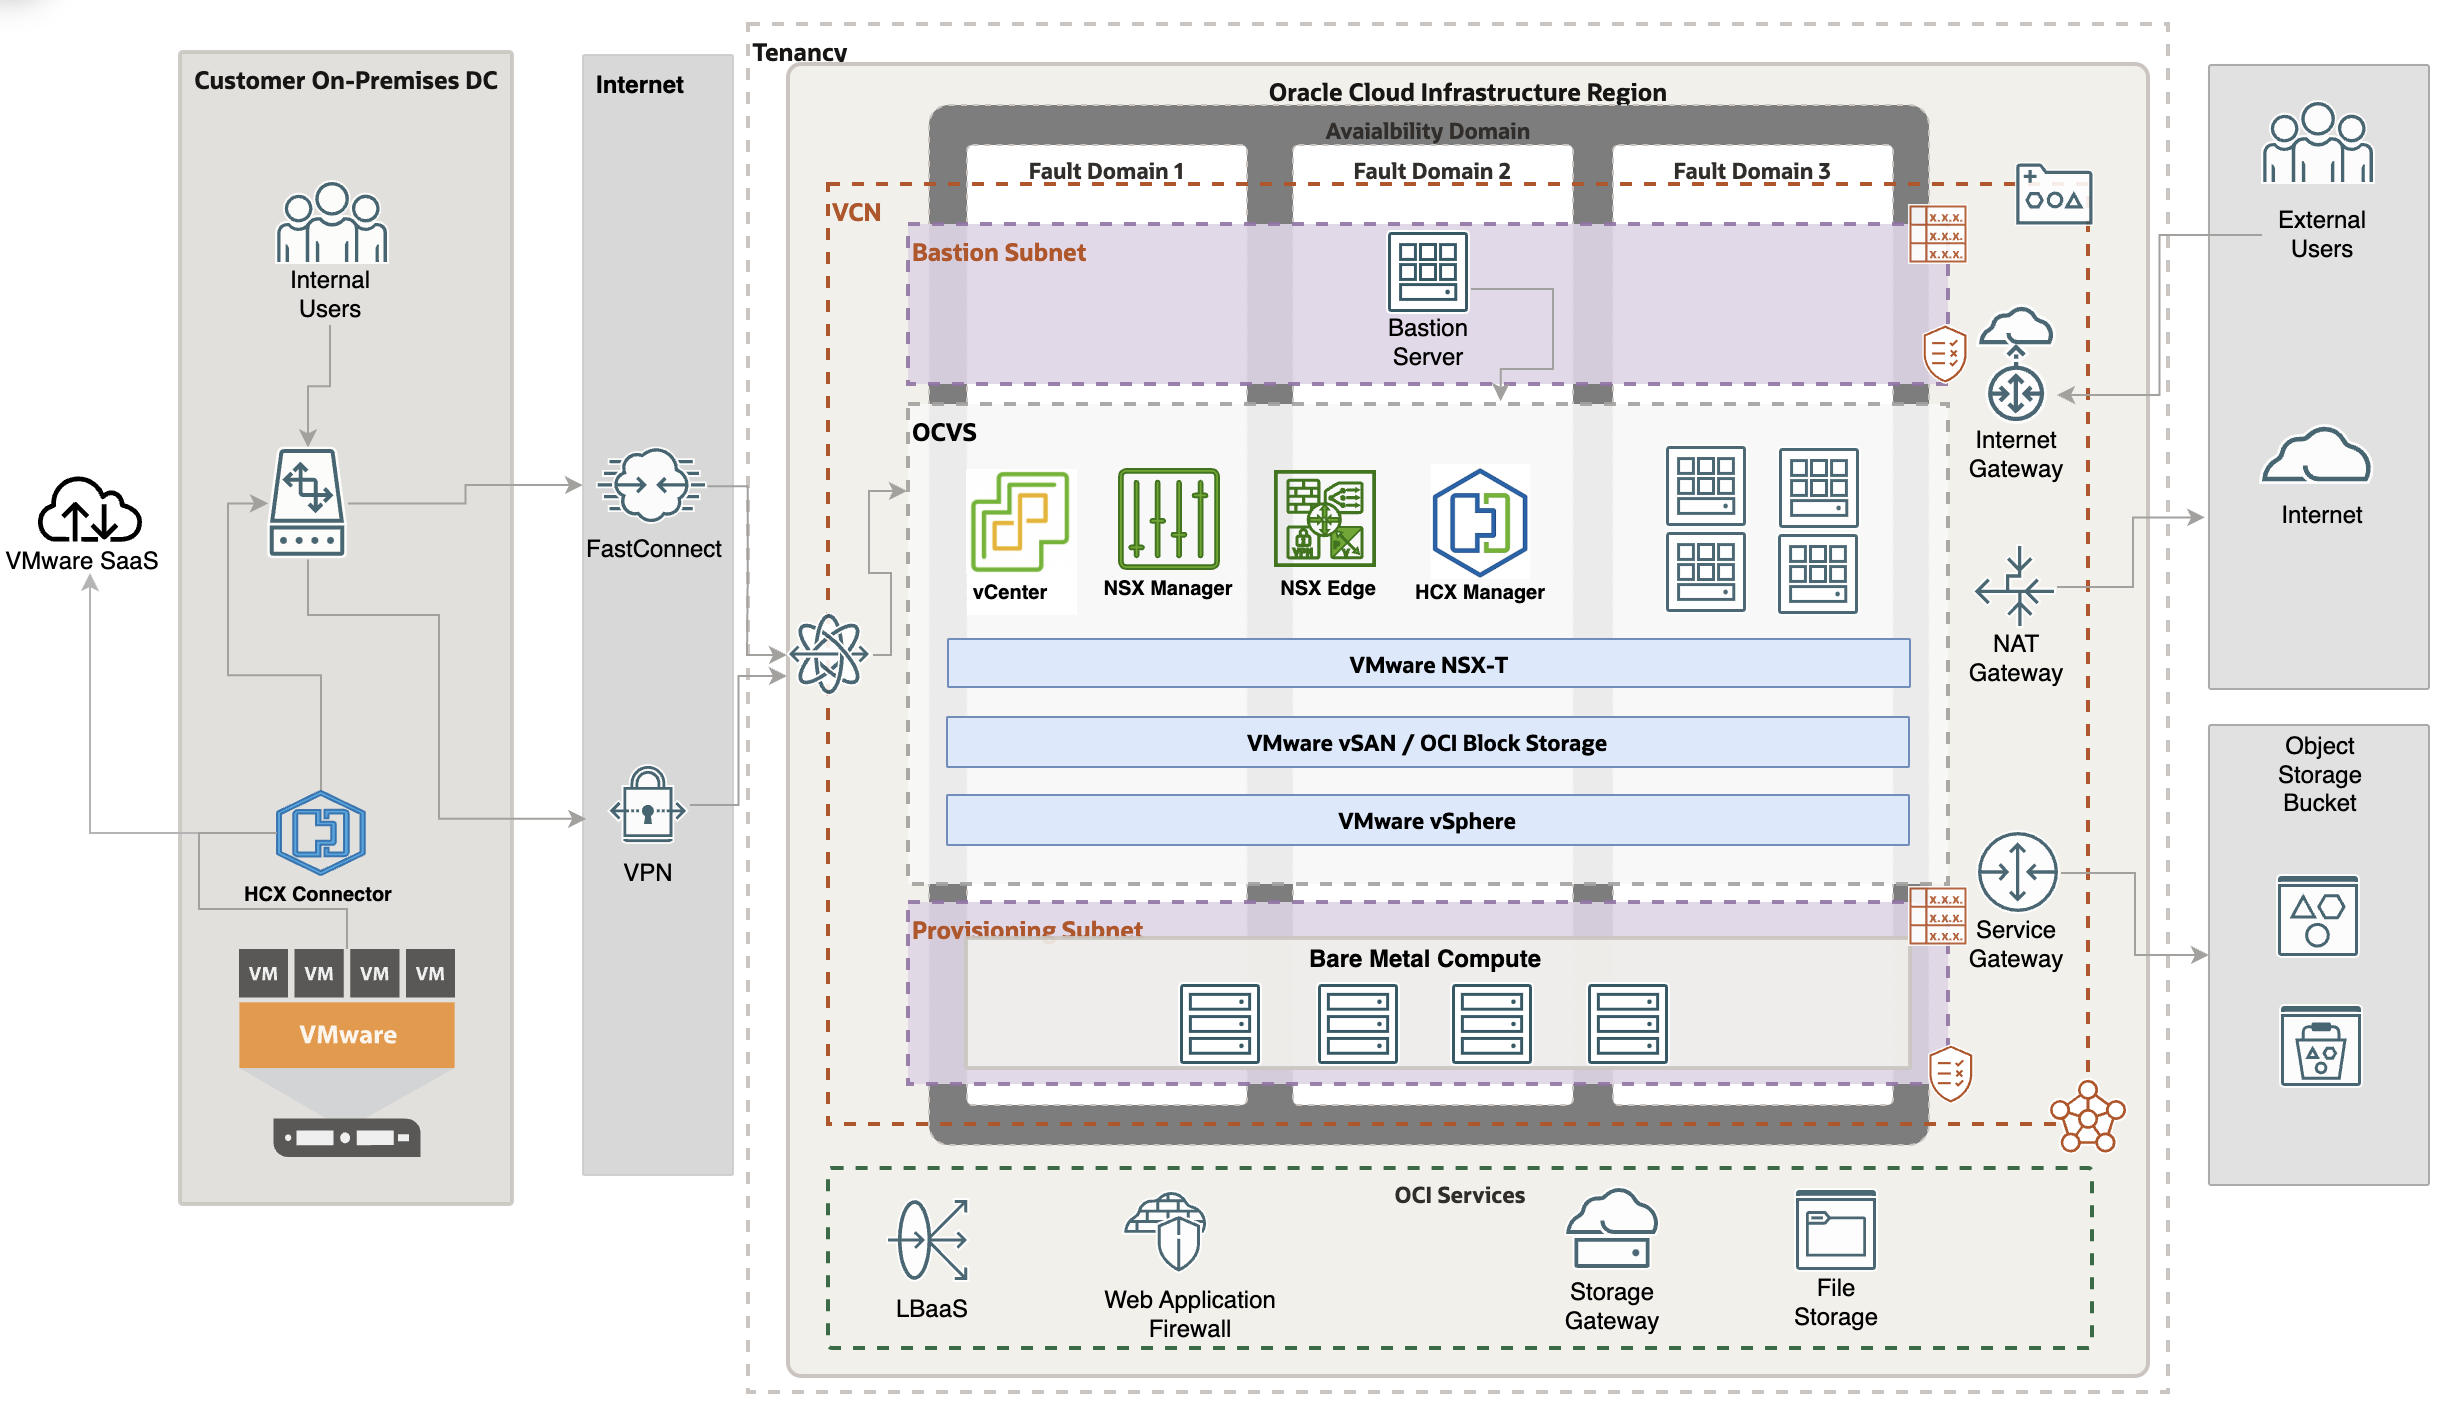 Customer On-Premises DC
Internal
Users
VMware SaaS
HCX Connector
VM VM VM VM
VMware
Internet
FastConnect
VPN
Tenancy
Oracle Cloud Infrastructure Region
Avaialbility Domain
Fault Domain 1
Fault Domain 2
Fault Domain 3
VCN
Bastion Subnet
Bastion
Server
x.x.x.
x.x.x.
x.x.x.
OCVS
vCenter
NSX Manager
VPN
NSX Edge
HCX Manager
VMware NSX-T
VMware vSAN / OCI Block Storage
VMware vSphere
Provisioning Subnet
Bare Metal Compute
x.x.x.
x.x.x.
x.x.x.
Internet
Gateway
NAT
Gateway
Service
Gateway
OCI Services
LBaaS
Web Application
Firewall
Storage
Gateway
File
Storage
External
Users
Internet
Object
Storage
Bucket